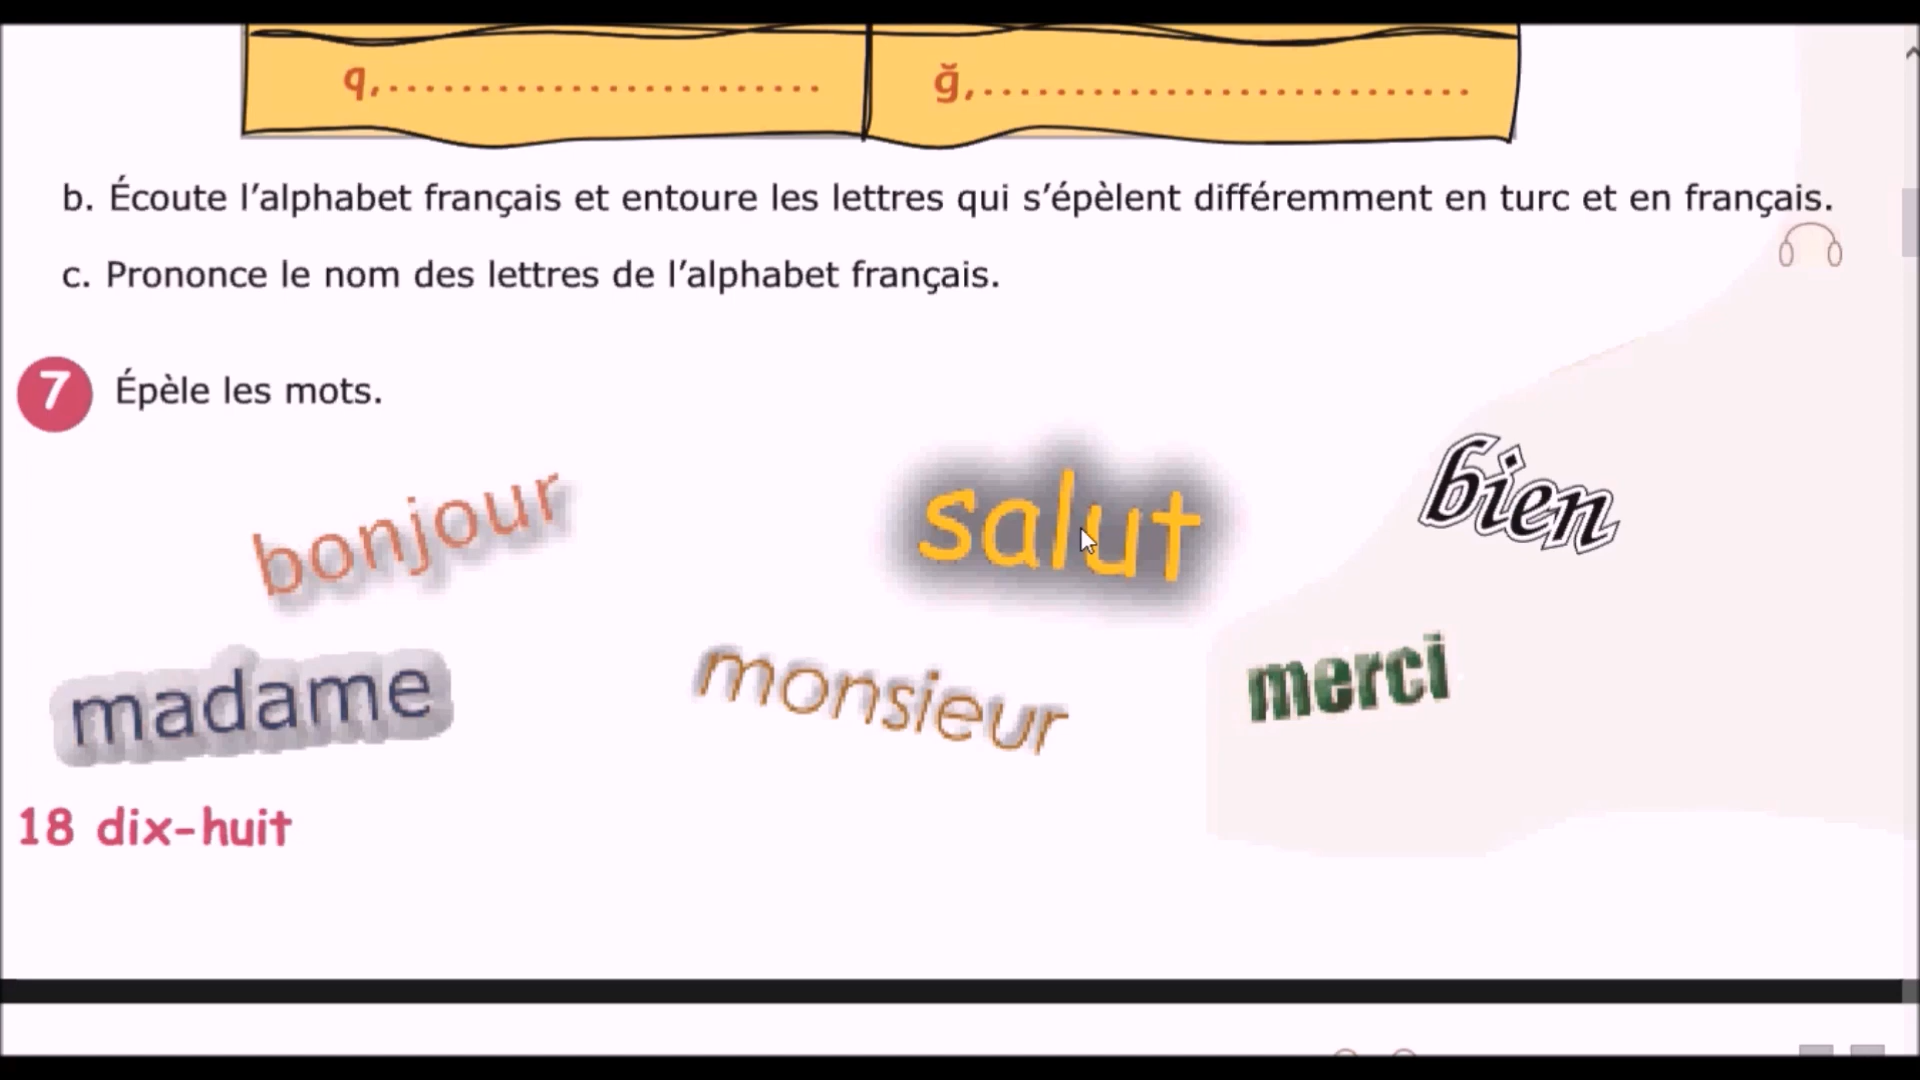 q,........................ ğ,...........................
b. Écoute l’alphabet français et entoure les lettres qui s’épèlent différemment en turc et en français.
c. Prononce le nom des lettres de l’alphabet français.
7 Épèle les mots.
bonjour salut bien
madame monsieur merci
18 dix-huit